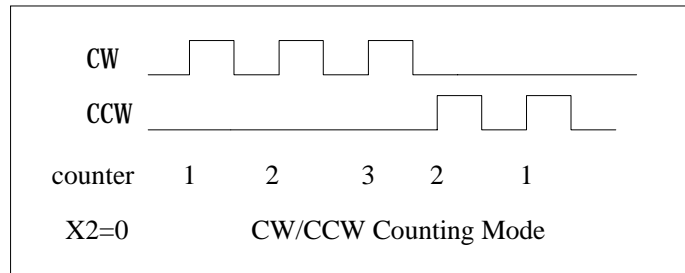 CW
CCW
counter 1 2 3 2 1
X2=0 CW/CCW Counting Mode